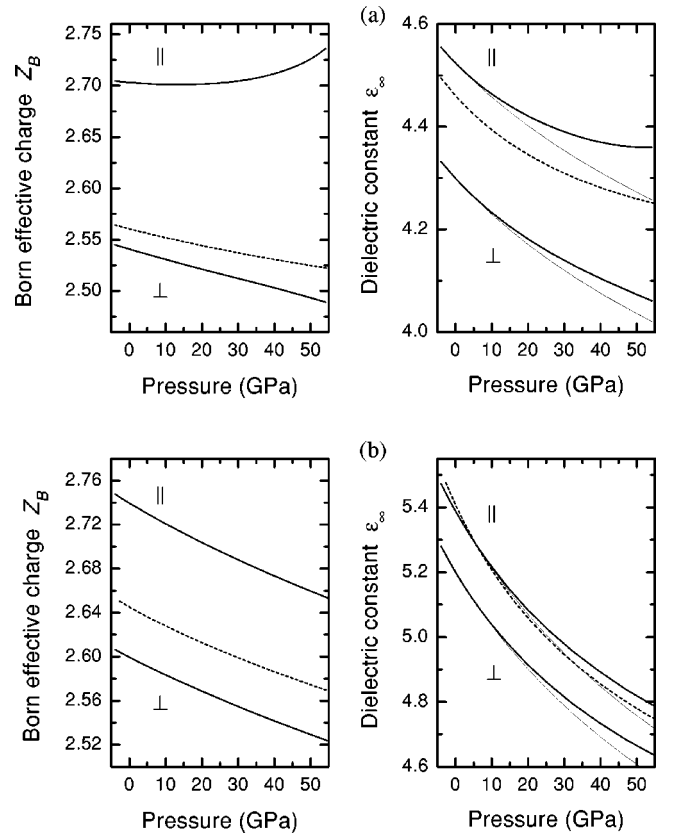 (a)
2.75
2.70
2.65
2.60
2.55
2.50
Born effective charge Z_B
||
⊥
0 10 20 30 40 50
Pressure (GPa)
4.6
4.4
4.2
4.0
Dielectric constant ε_∞
||
⊥
0 10 20 30 40 50
Pressure (GPa)
(b)
2.76
2.72
2.68
2.64
2.60
2.56
2.52
Born effective charge Z_B
||
⊥
0 10 20 30 40 50
Pressure (GPa)
5.4
5.2
5.0
4.8
4.6
Dielectric constant ε_∞
||
⊥
0 10 20 30 40 50
Pressure (GPa)